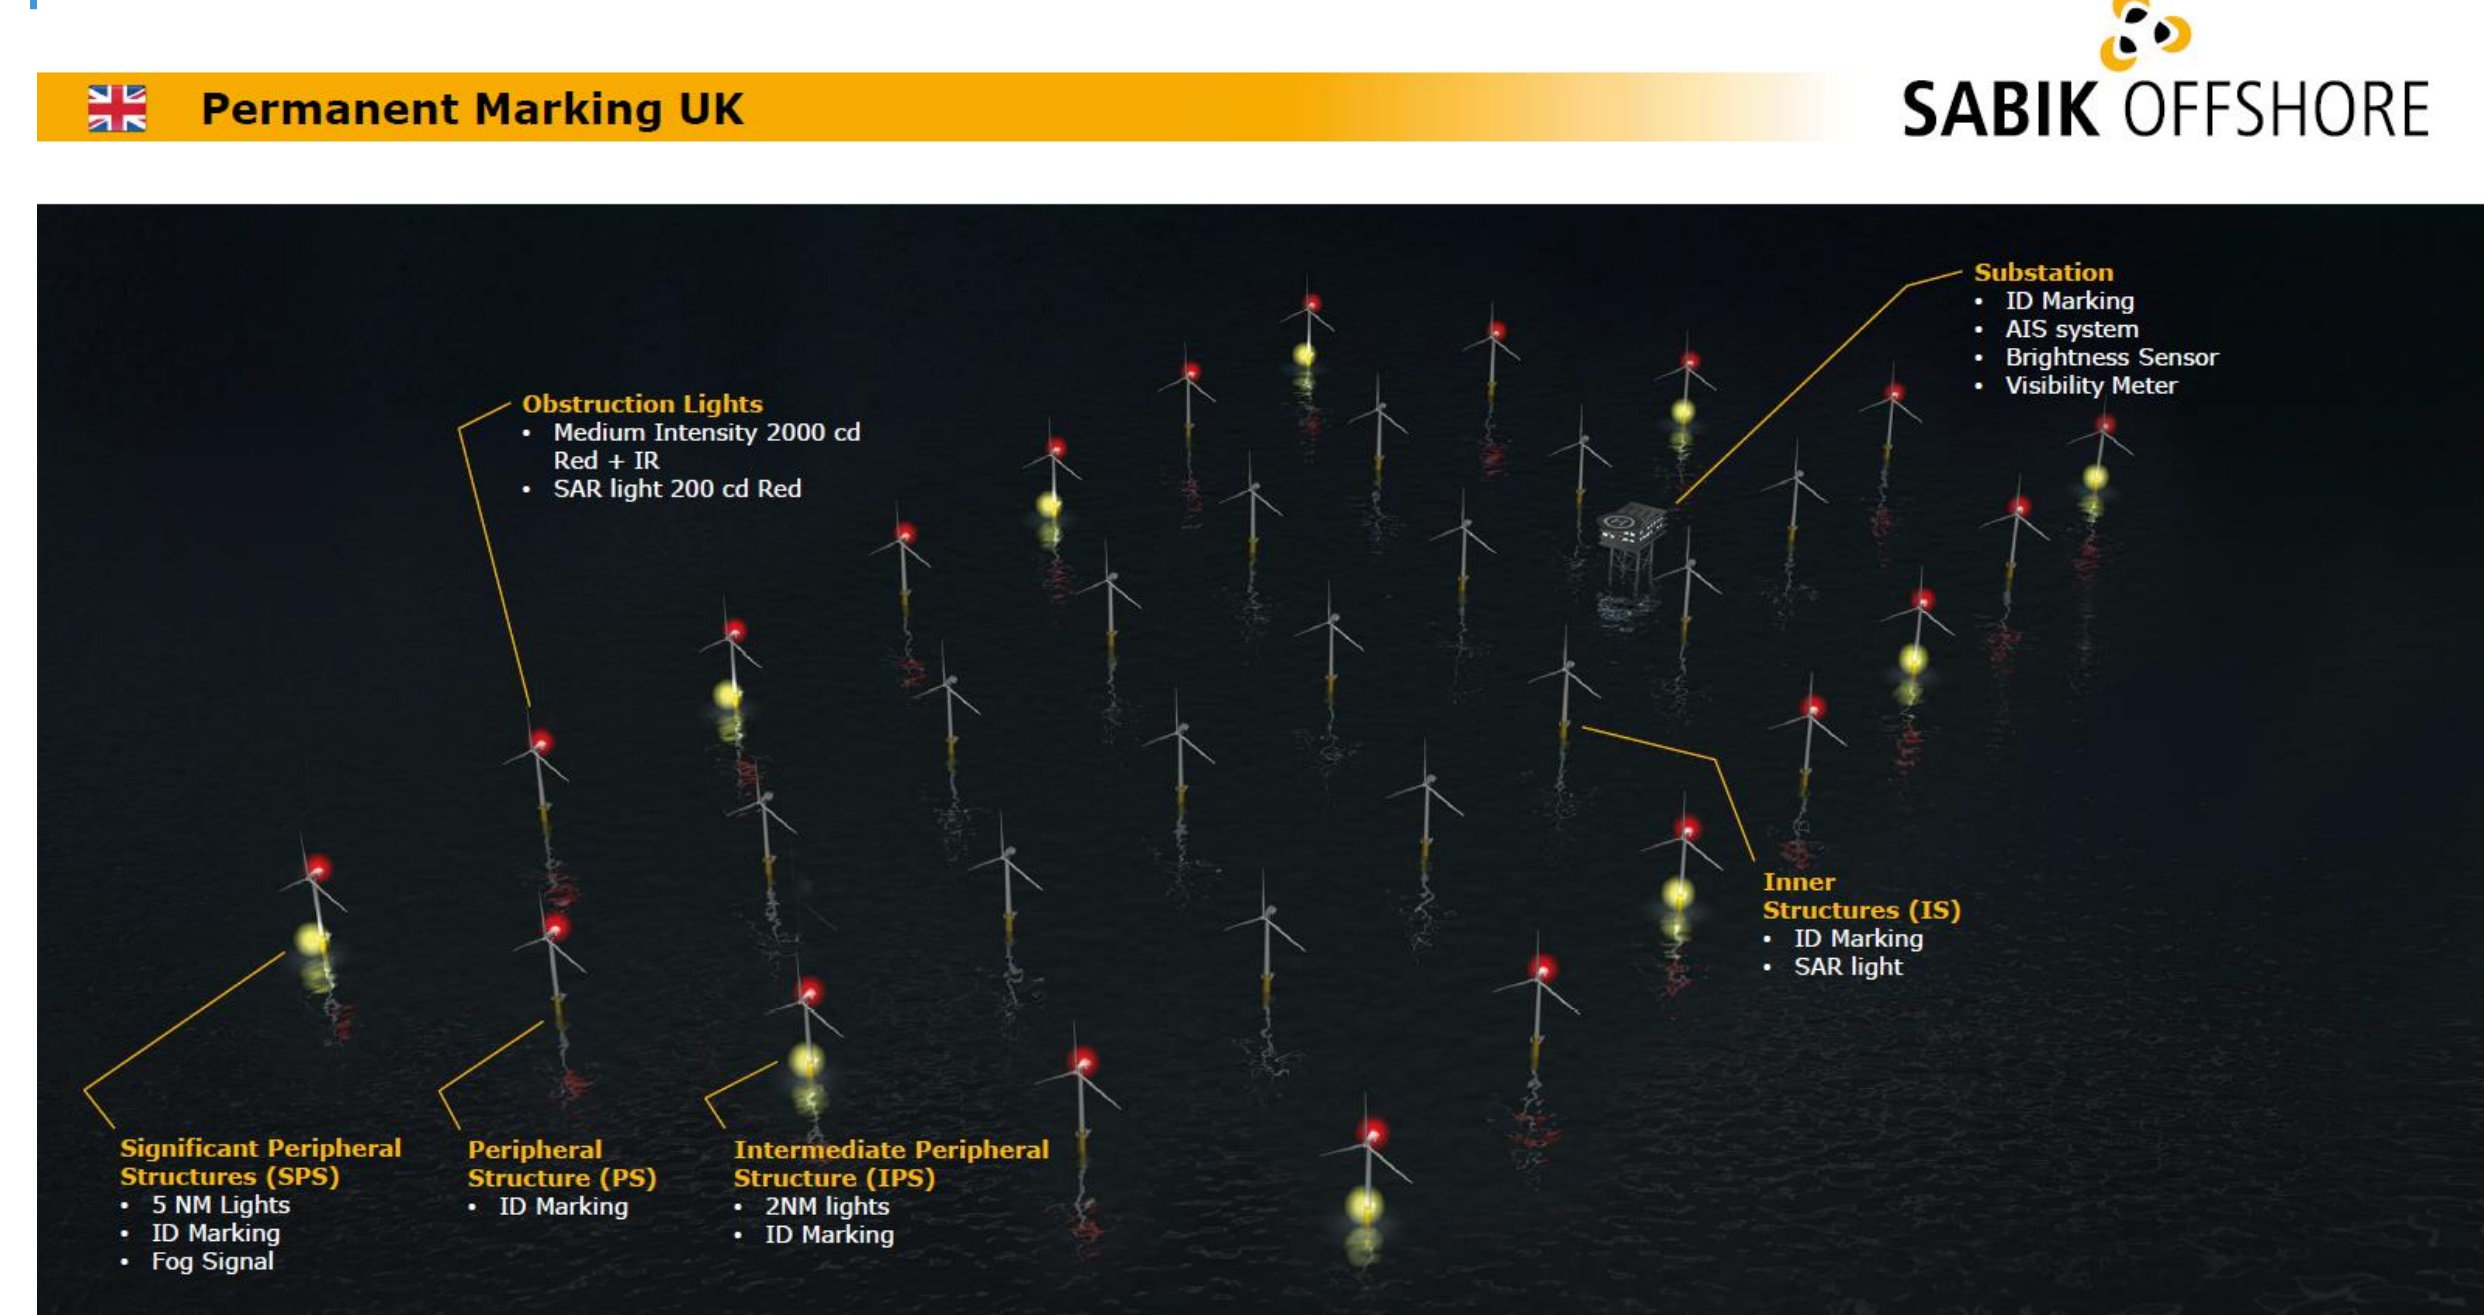 SABIK OFFSHORE
Permanent Marking UK
Substation
• ID Marking
• AIS system
• Brightness Sensor
• Visibility Meter
Obstruction Lights
• Medium Intensity 2000 cd
Red + IR
• SAR light 200 cd Red
Inner
Structures (IS)
• ID Marking
• SAR light
Significant Peripheral
Structures (SPS)
• 5 NM Lights
• ID Marking
• Fog Signal
Peripheral
Structure (PS)
• ID Marking
Intermediate Peripheral
Structure (IPS)
• 2NM lights
• ID Marking